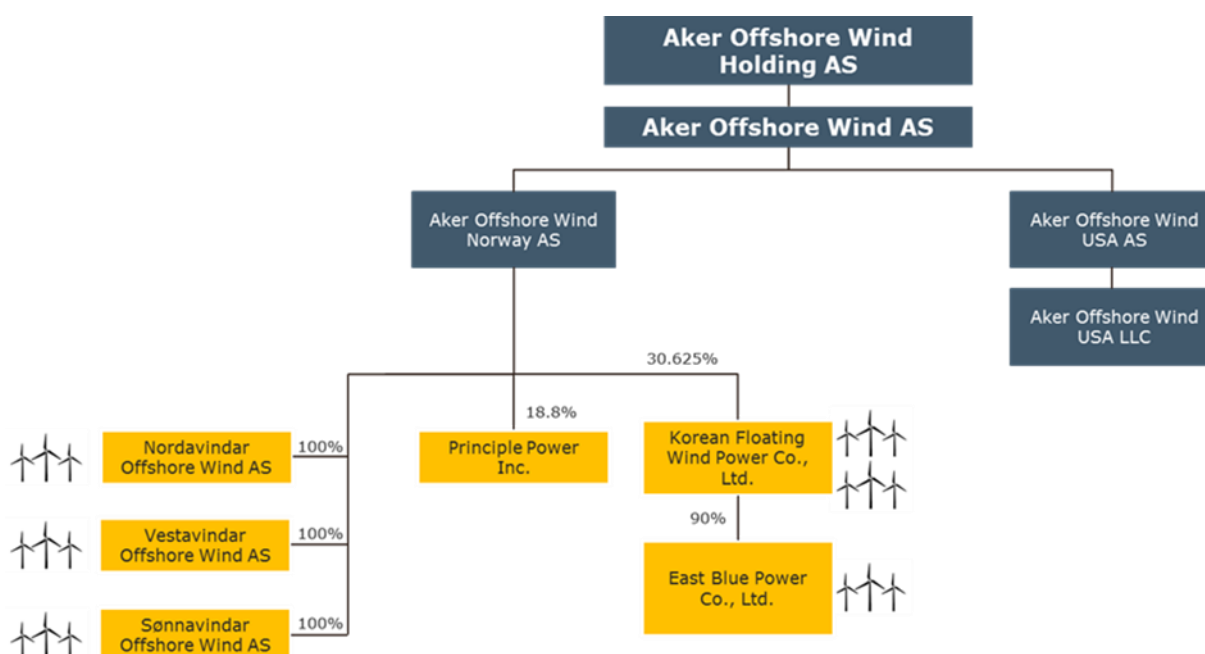 Aker Offshore Wind
Holding AS
Aker Offshore Wind AS
Aker Offshore Wind
Norway AS
Aker Offshore Wind
USA AS
Aker Offshore Wind
USA LLC
30.625%
18.8%
Nordavindar
Offshore Wind AS
100%
Principle Power
Inc.
Korean Floating
Wind Power Co.,
Ltd.
90%
Vestavindar
Offshore Wind AS
100%
East Blue Power
Co., Ltd.
Sønnavindar
Offshore Wind AS
100%